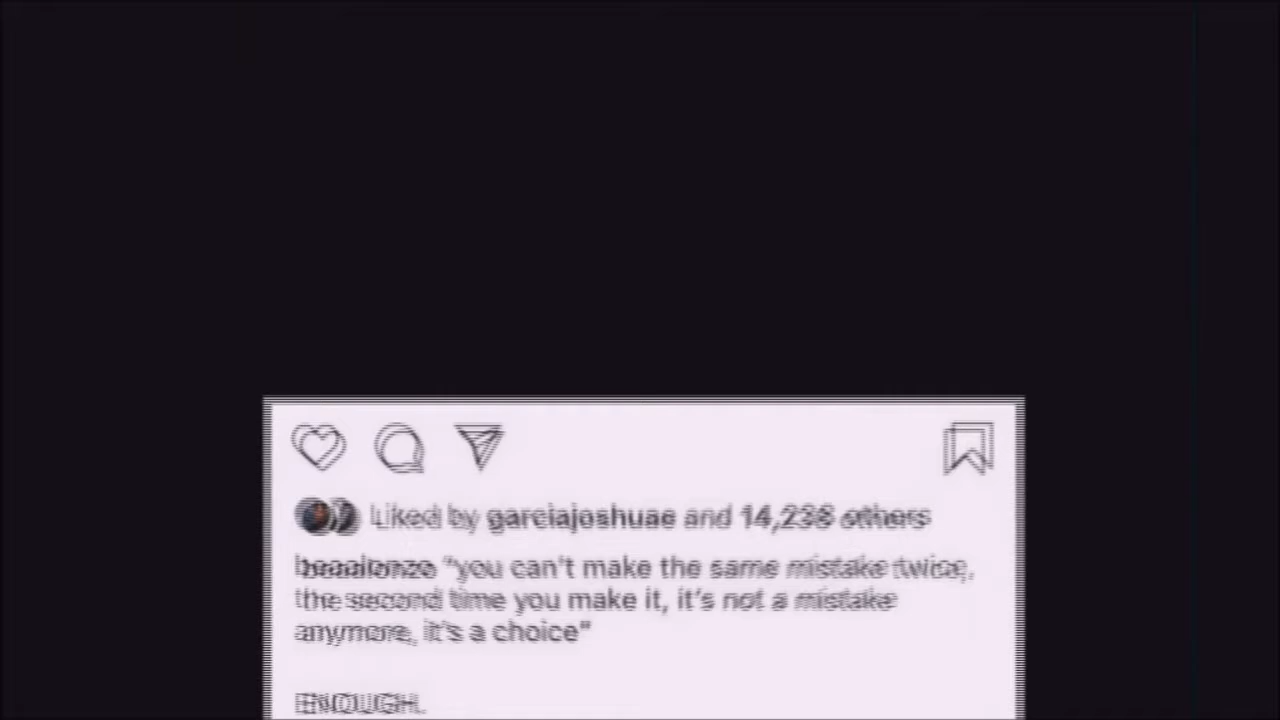 Liked by garciajoshuae and 14,238 others
beaalonzo "you can't make the same mistake twice,
the second time you make it, it's not a mistake
anymore, it's a choice"
ENOUGH.